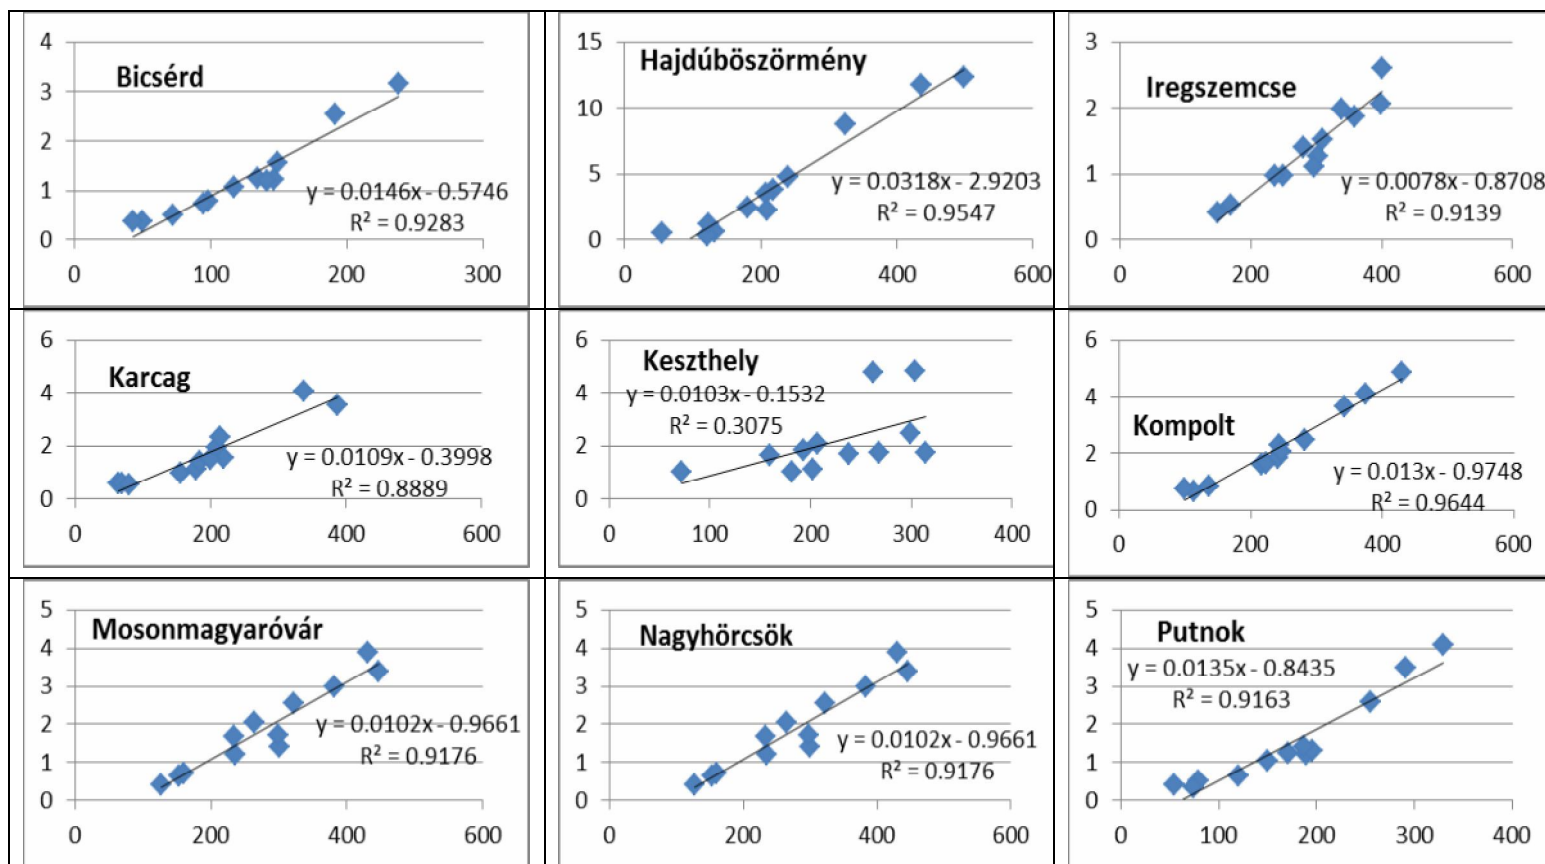 Bicsérd
4
3
2
1
0
y = 0.0146x - 0.5746
R² = 0.9283
0 100 200 300
Hajdúböszörmény
15
10
5
0
y = 0.0318x - 2.9203
R² = 0.9547
0 200 400 600
Iregszemcse
3
2
1
0
y = 0.0078x - 0.8708
R² = 0.9139
0 200 400 600
Karcag
6
4
2
0
y = 0.0109x - 0.3998
R² = 0.8889
0 200 400 600
Keszthely
6
4
2
0
y = 0.0103x - 0.1532
R² = 0.3075
0 100 200 300 400
Kompolt
6
4
2
0
y = 0.013x - 0.9748
R² = 0.9644
0 200 400 600
Mosonmagyaróvár
5
4
3
2
1
0
y = 0.0102x - 0.9661
R² = 0.9176
0 200 400 600
Nagyhörcsök
5
4
3
2
1
0
y = 0.0102x - 0.9661
R² = 0.9176
0 200 400 600
Putnok
5
4
3
2
1
0
y = 0.0135x - 0.8435
R² = 0.9163
0 100 200 300 400